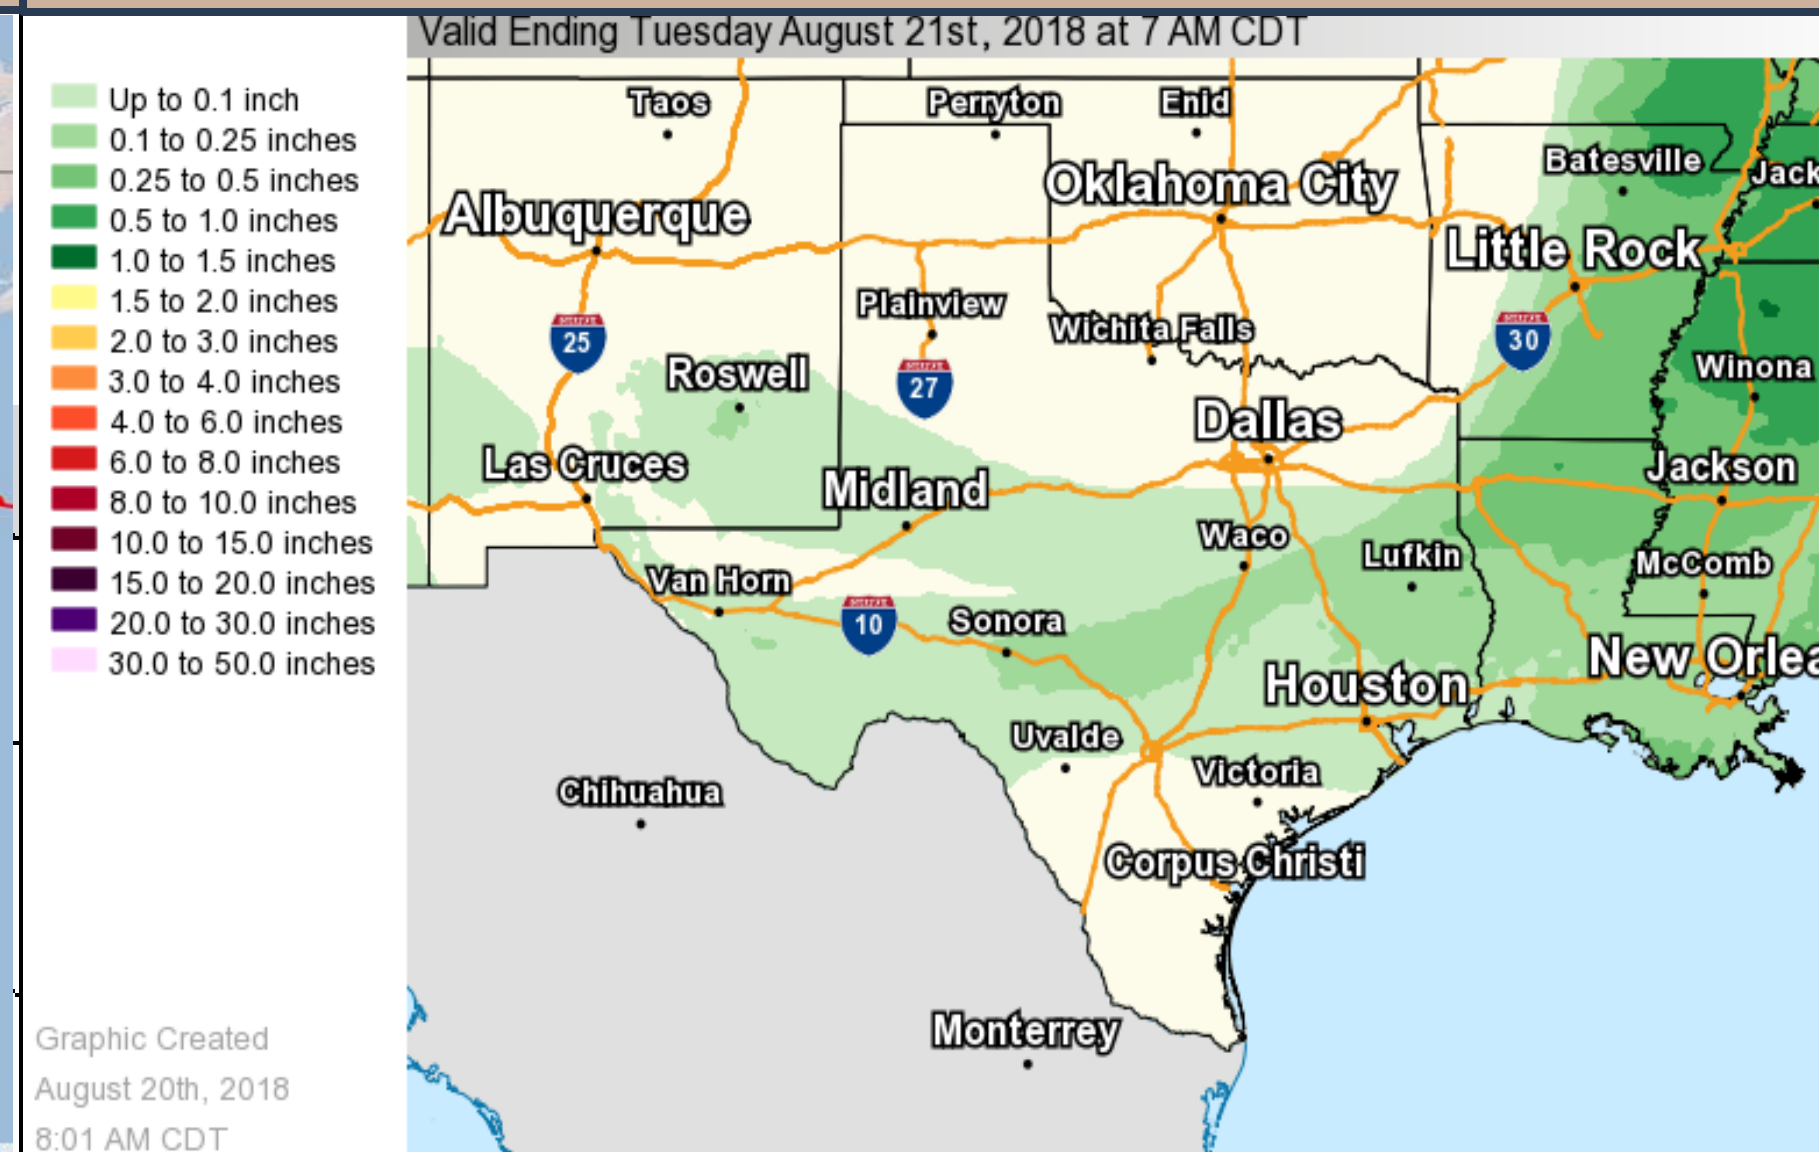 Valid Ending Tuesday August 21st, 2018 at 7 AM CDT
Up to 0.1 inch
0.1 to 0.25 inches
0.25 to 0.5 inches
0.5 to 1.0 inches
1.0 to 1.5 inches
1.5 to 2.0 inches
2.0 to 3.0 inches
3.0 to 4.0 inches
4.0 to 6.0 inches
6.0 to 8.0 inches
8.0 to 10.0 inches
10.0 to 15.0 inches
15.0 to 20.0 inches
20.0 to 30.0 inches
30.0 to 50.0 inches
Graphic Created
August 20th, 2018
8:01 AM CDT
Taos
Perryton
Enid
Batesville
Jack
Oklahoma City
Albuquerque
Little Rock
Plainview
Wichita Falls
25
30
Roswell
27
Winona
Dallas
Las Cruces
Jackson
Midland
Waco
Lufkin
McComb
Van Horn
10
Sonora
New Orlea
Houston
Uvalde
Victoria
Chihuahua
Corpus Christi
Monterrey